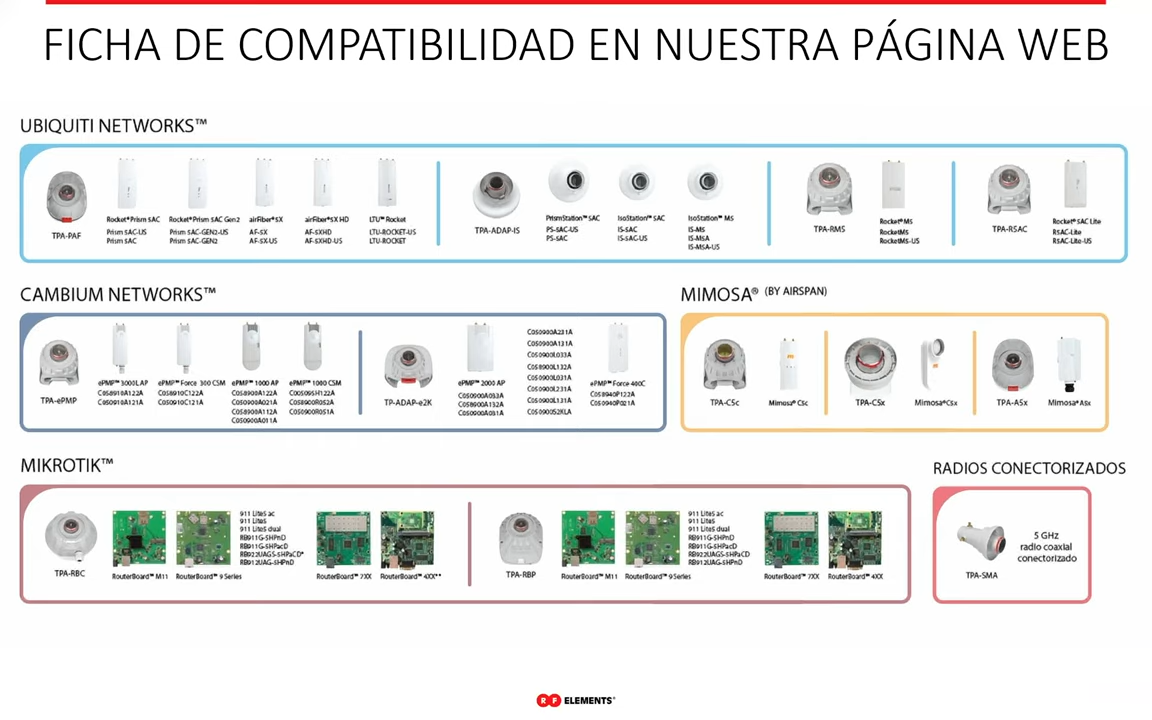 FICHA DE COMPATIBILIDAD EN NUESTRA PÁGINA WEB
UBIQUITI NETWORKS™
TPA-PAF
Rocket® Prism 5AC
Prism 5AC-US
Prism 5AC
Rocket® Prism 5AC Gen2
Prism 5AC-GEN2-US
Prism 5AC-GEN2
airFiber® 5X
AF-5X
AF-5X-US
airFiber® 5X HD
AF-5XHD
AF-5XHD-US
LTU™ Rocket
LTU-ROCKET-US
LTU-ROCKET
TPA-ADAP-IS
PrismStation™ 5AC
PS-5AC-US
PS-5AC
IsoStation™ 5AC
IS-5AC
IS-5AC-US
IsoStation™ M5
IS-M5
IS-M5A
IS-M5A-US
TPA-RM5
Rocket® M5
RocketM5
RocketM5-US
TPA-R5AC
Rocket® 5AC Lite
R5AC-Lite
R5AC-Lite-US
CAMBIUM NETWORKS™
TPA-ePMP
ePMP™ 3000L AP
C058910A122A
C050910A121A
ePMP™ Force 300 CSM
C058910C122A
C050910C121A
ePMP™ 1000 AP
C058900A122A
C050900A021A
C058900A112A
C050900A011A
ePMP™ 1000 CSM
C050095H122A
C058900R052A
C050900R051A
TP-ADAP-e2K
ePMP™ 2000 AP
C050900A033A
C058900A132A
C050900A031A
C050900A231A
C050900A131A
C050900L033A
C058900L132A
C050900L031A
C050900L231A
C050900L131A
ePMP™ Force 400C
C058940P122A
C050940P021A
MIMOSA® (BY AIRSPAN)
TPA-C5c
Mimosa® C5c
TPA-C5x
Mimosa® C5x
TPA-A5x
Mimosa® A5x
MIKROTIK™
TPA-RBC
RouterBoard™ M11
RouterBoard™ 9 Series
911 Lite5 ac
911 Lite5
911 Lite5 dual
RB911G-5HPnD
RB911G-5HPacD
RB922UAGS-5HPaCD*
RB912UAG-5HPnD
RouterBoard™ 7XX
RouterBoard™ 4XX**
TPA-RBP
RouterBoard™ M11
RouterBoard™ 9 Series
911 Lite5 ac
911 Lite5
911 Lite5 dual
RB911G-5HPnD
RB911G-5HPacD
RB922UAGS-5HPaCD
RB912UAG-5HPnD
RouterBoard™ 7XX
RouterBoard™ 4XX
RADIOS CONECTORIZADOS
TPA-SMA
5 GHz
radio coaxial
conectorizado
RF ELEMENTS®